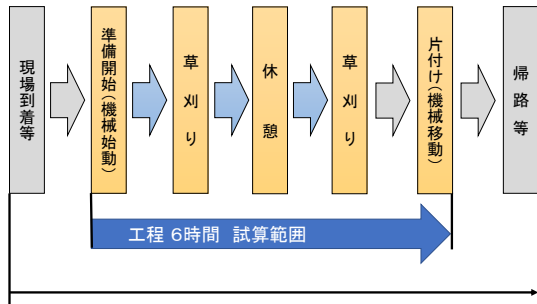 現場到着等
準備開始(機械始動)
草刈り
休憩
草刈り
片付け(機械移動)
帰路等
工程 6時間 試算範囲